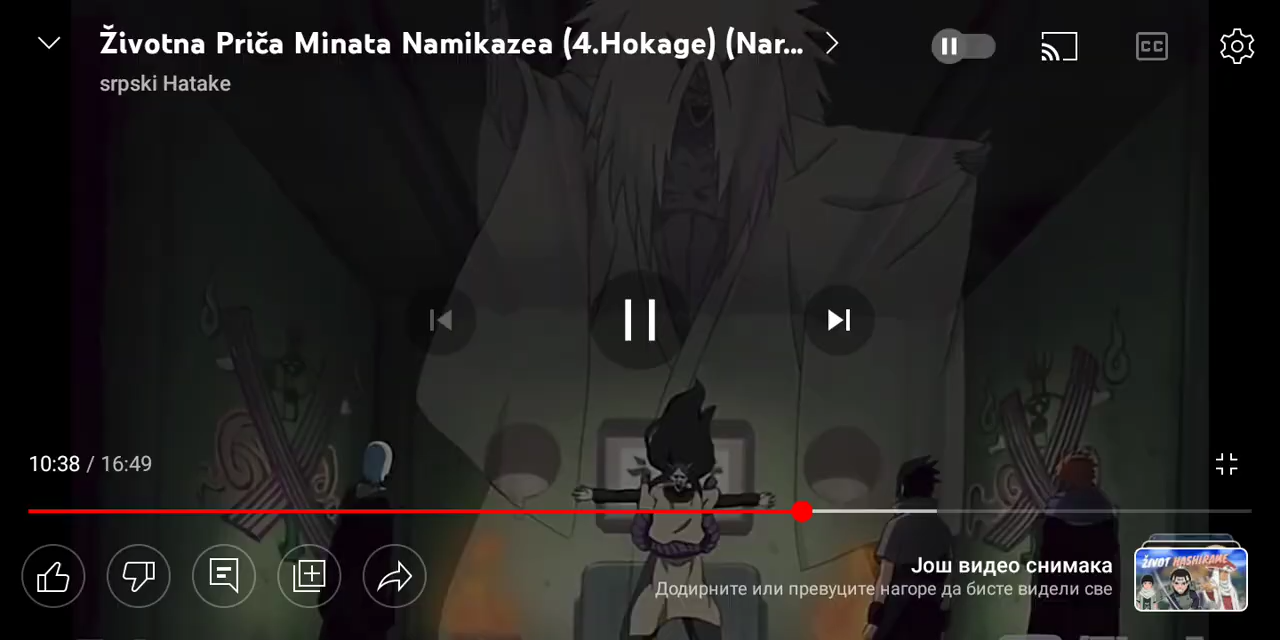 Životna Priča Minata Namikazea (4.Hokage) (Nar...
srpski Hatake
CC
10:38 / 16:49
Још видео снимака
Додирните или превуците нагоре да бисте видели све
ŽIVOT HASHIRAME